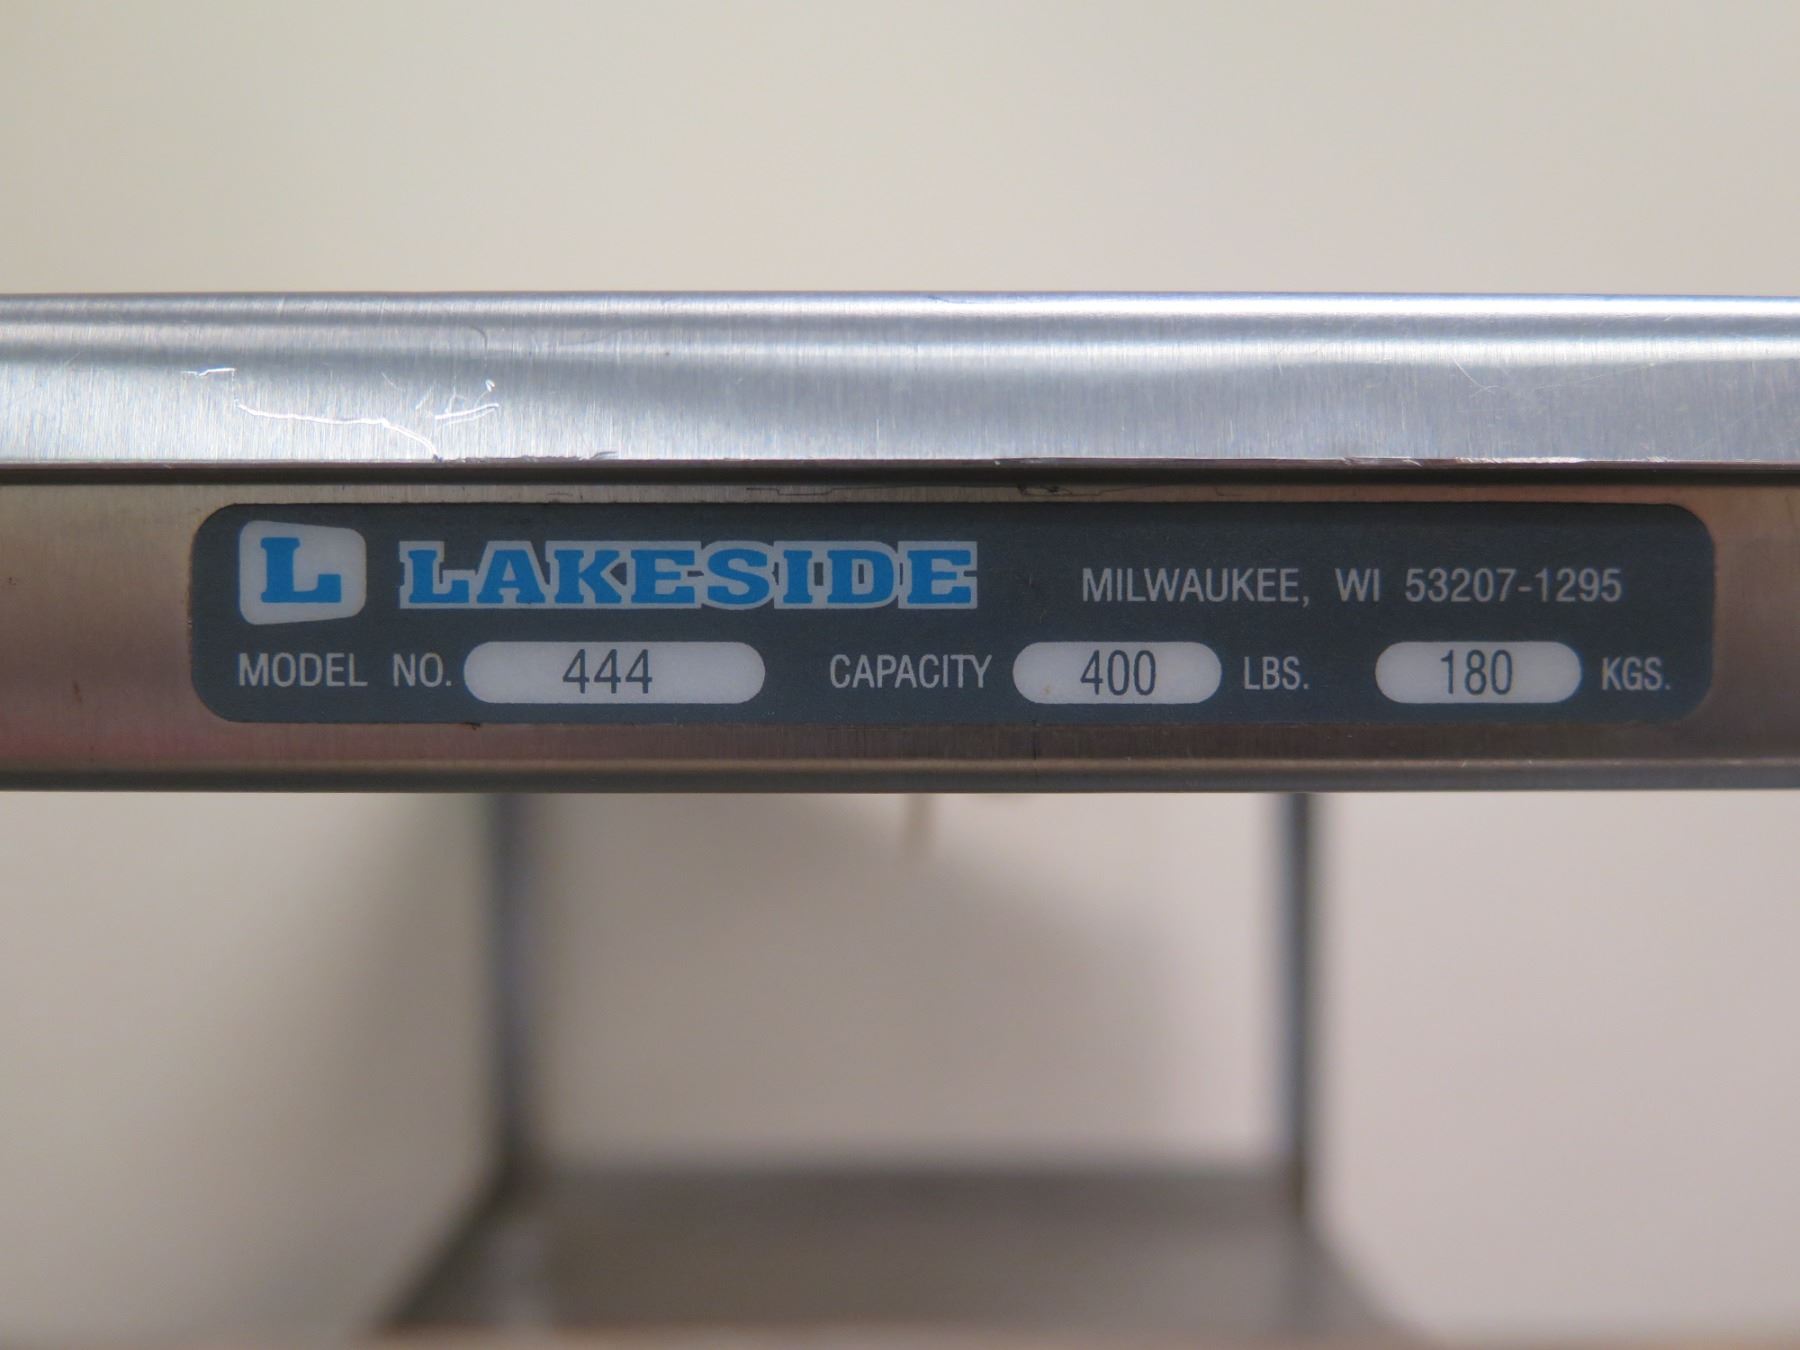 L LAKESIDE MILWAUKEE, WI 53207-1295
MODEL NO. 444 CAPACITY 400 LBS. 180 KGS.